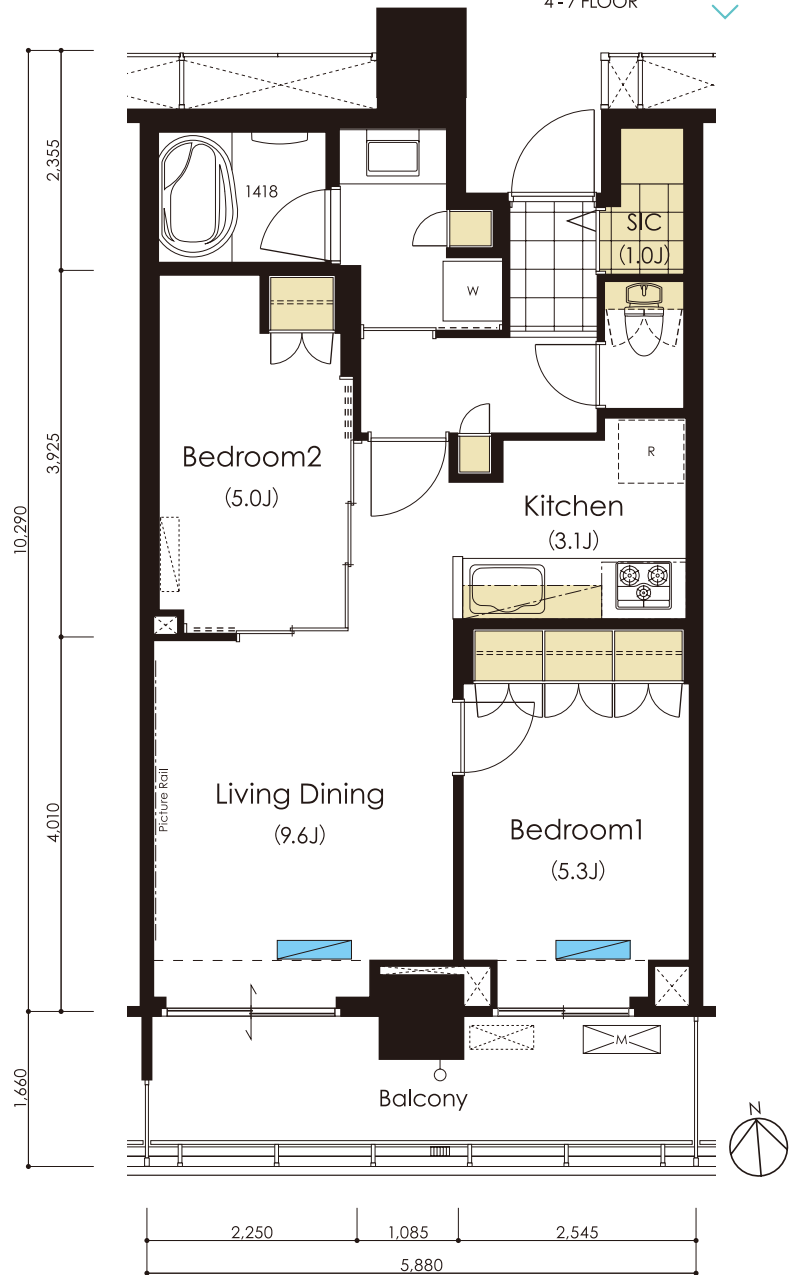 4-7 FLOOR
2,355
1418
SIC
(1.0J)
W
3,925
10,290
Bedroom2
(5.0J)
R
Kitchen
(3.1J)
4,010
Picture Rail
Living Dining
(9.6J)
Bedroom1
(5.3J)
M
1,660
Balcony
N
2,250
1,085
2,545
5,880